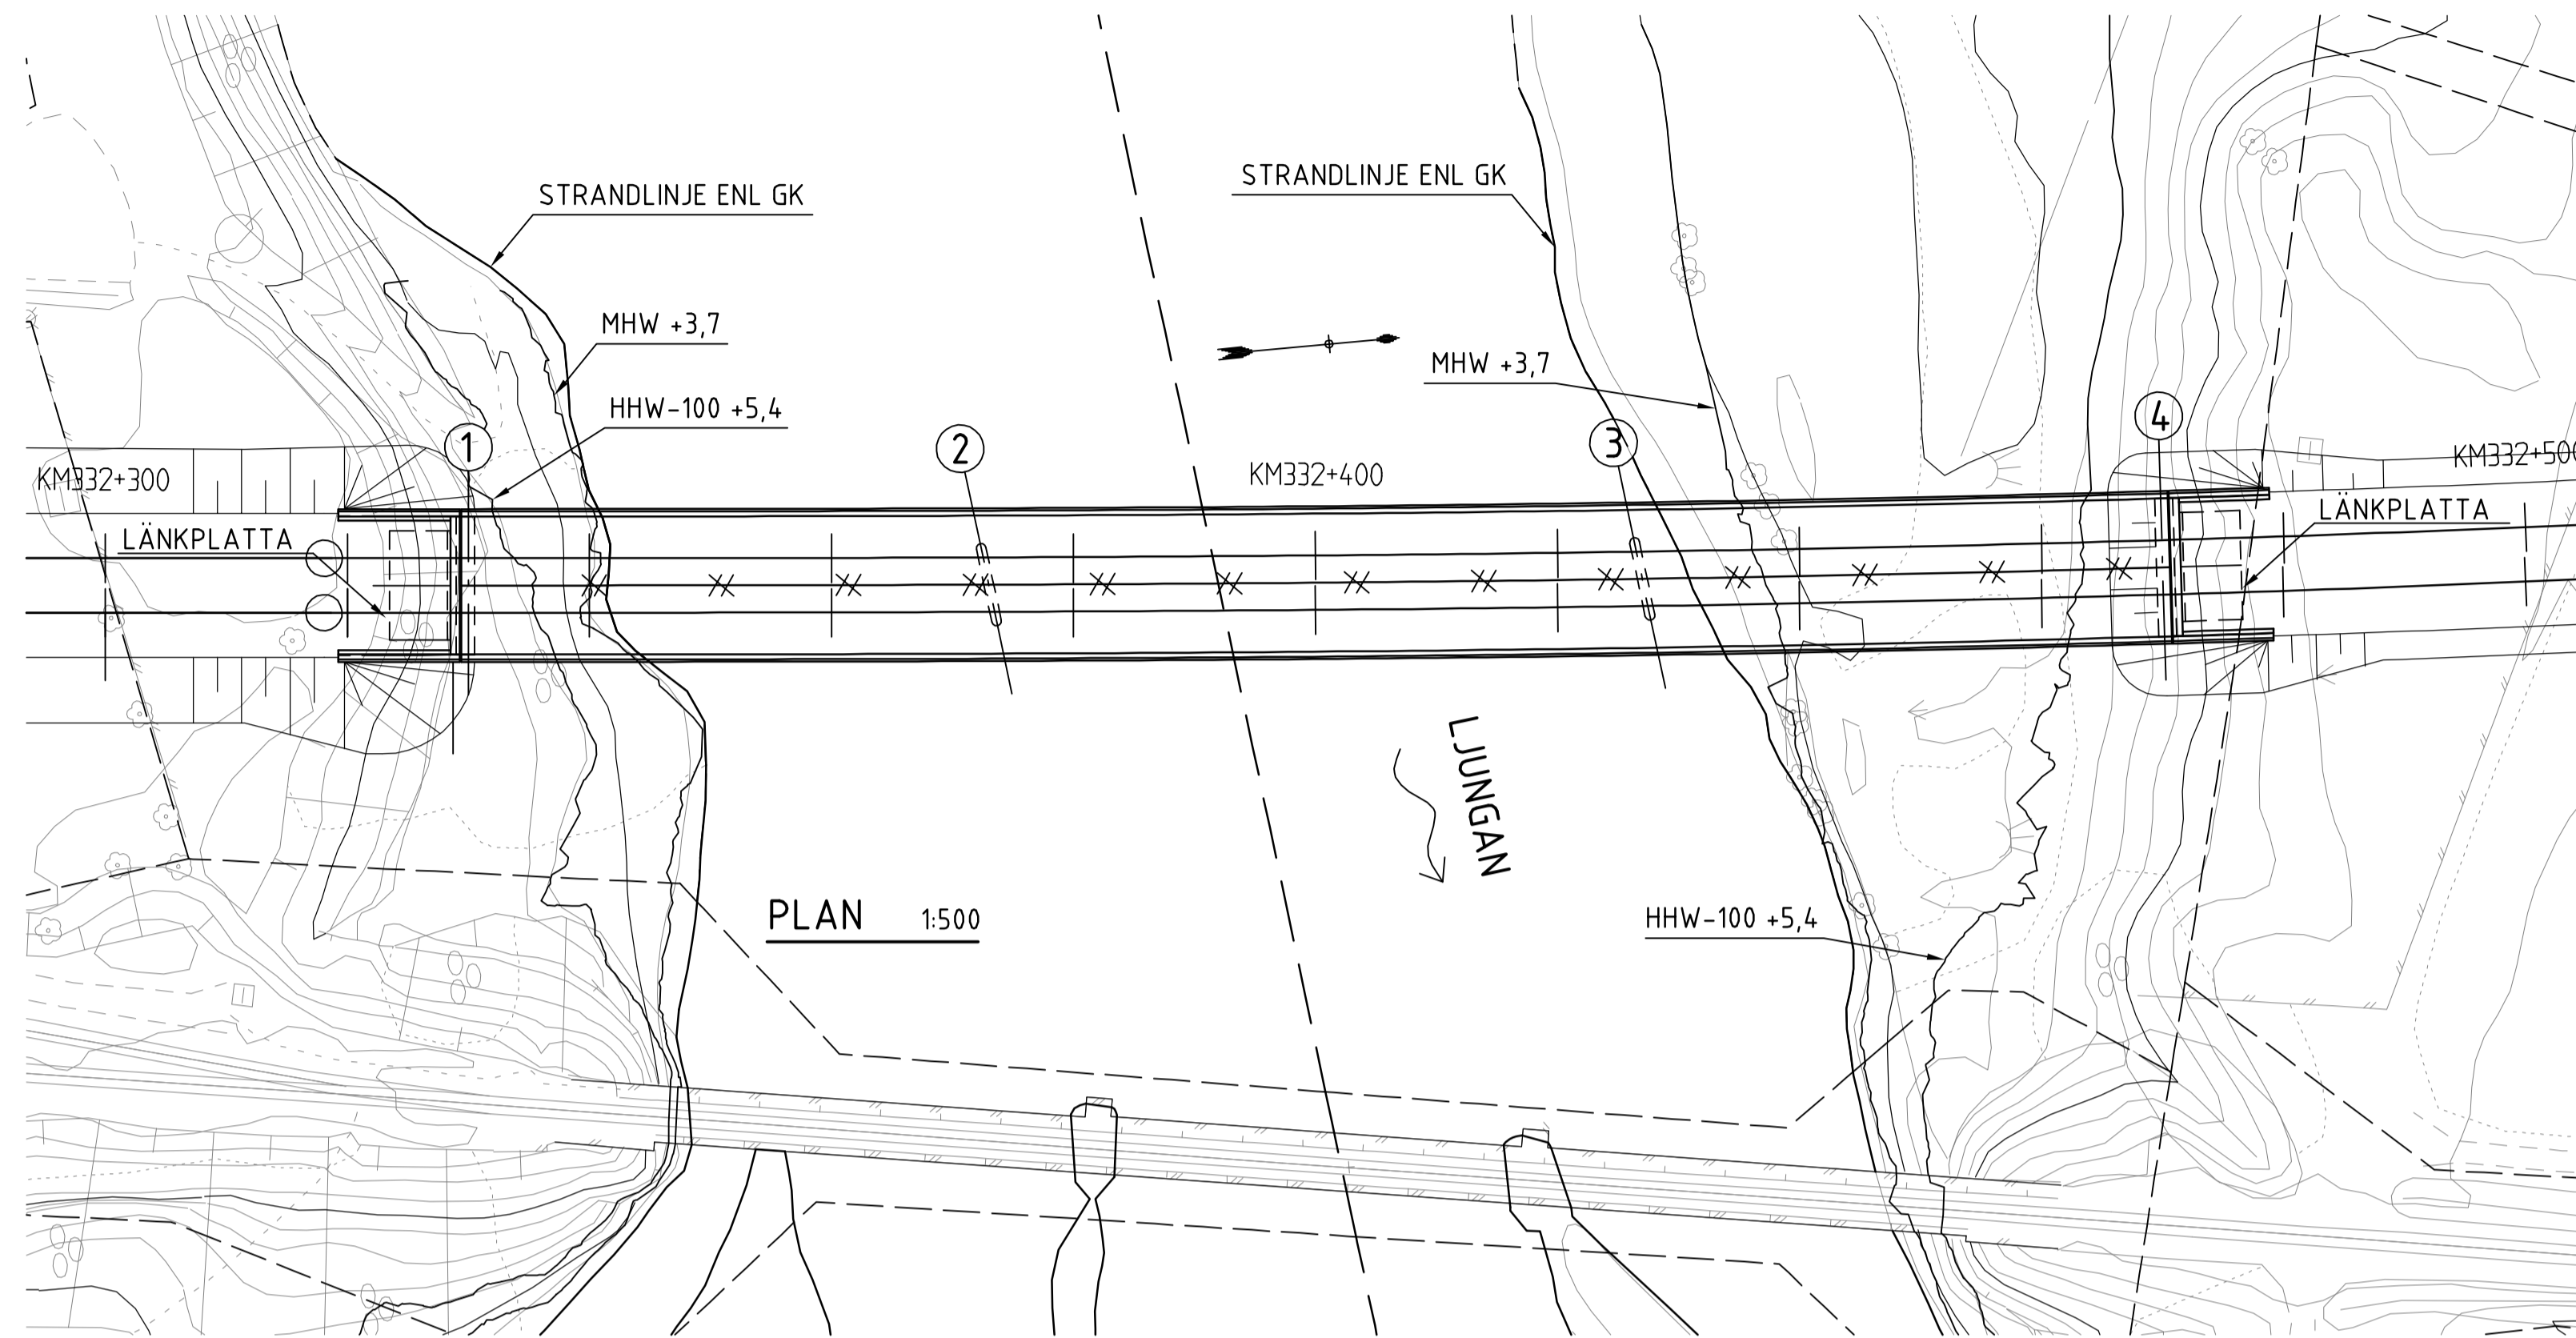 STRANDLINJE ENL GK
STRANDLINJE ENL GK
MHW +3,7
MHW +3,7
HHW-100 +5,4
1
2
3
4
KM332+300
KM332+400
KM332+500
LÄNKPLATTA
LÄNKPLATTA
LJUNGAN
PLAN 1:500
HHW-100 +5,4